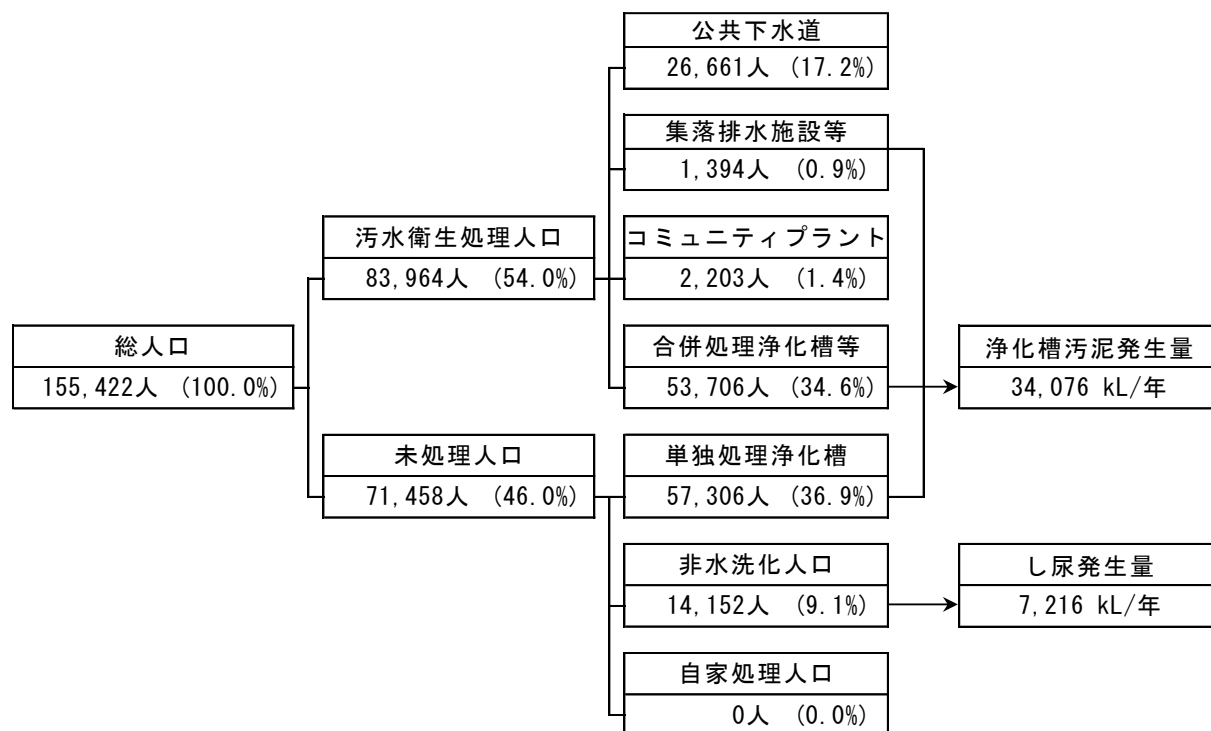 公共下水道
26,661人 (17.2%)
集落排水施設等
1,394人 (0.9%)
汚水衛生処理人口
83,964人 (54.0%)
コミュニティプラント
2,203人 (1.4%)
総人口
155,422人 (100.0%)
合併処理浄化槽等
53,706人 (34.6%)
浄化槽汚泥発生量
34,076 kL/年
未処理人口
71,458人 (46.0%)
単独処理浄化槽
57,306人 (36.9%)
非水洗化人口
14,152人 (9.1%)
し尿発生量
7,216 kL/年
自家処理人口
0人 (0.0%)